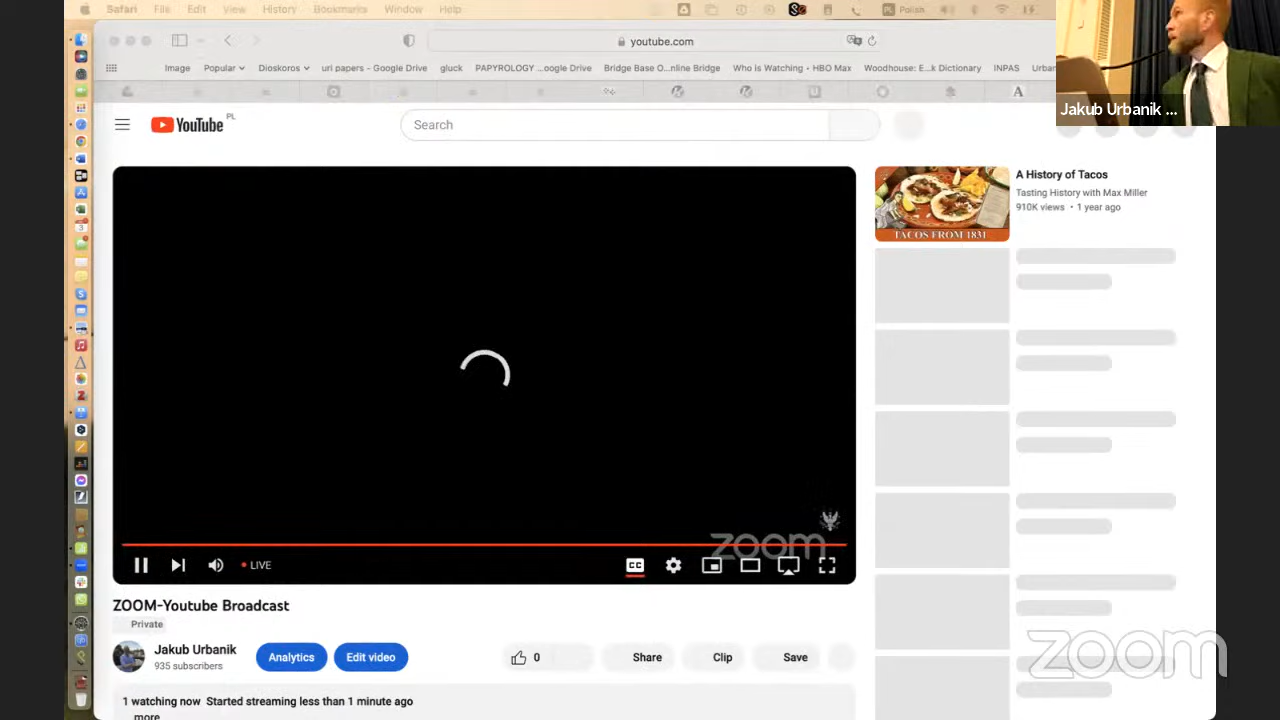 Safari File Edit View History Bookmarks Window Help Polish
youtube.com
Image Popular Dioskoros uri papers - Google Drive gluck PAPYROLOGY ...oogle Drive Bridge Base O...nline Bridge Who is Watching • HBO Max Woodhouse: E...k Dictionary INPAS Urban
A
Jakub Urbanik ...
YouTube PL
Search
TACOS FROM 1831
A History of Tacos
Tasting History with Max Miller
910K views • 1 year ago
zoom
LIVE
CC
ZOOM-Youtube Broadcast
Private
Jakub Urbanik
935 subscribers
Analytics
Edit video
0
Share
Clip
Save
1 watching now Started streaming less than 1 minute ago
more
zoom